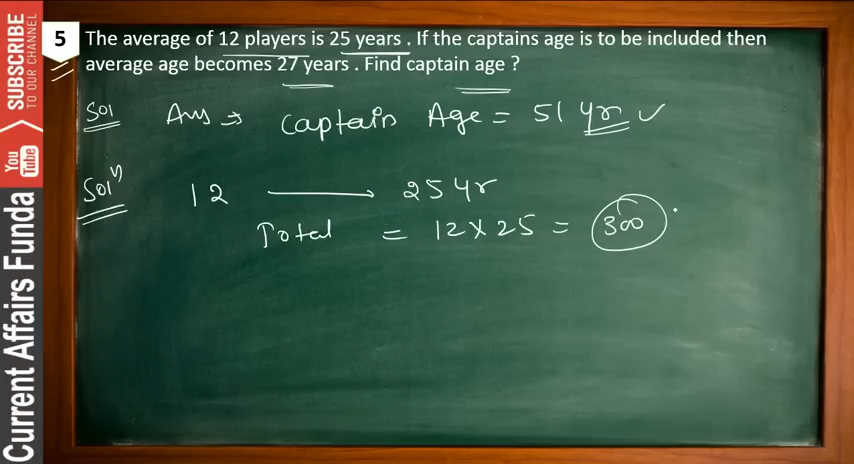 SUBSCRIBE
TO OUR CHANNEL
You Tube
Current Affairs Funda
5 The average of 12 players is 25 years . If the captains age is to be included then
average age becomes 27 years . Find captain age ?
Sol Ans → Captain Age = 51 yr
Solⁿ 12 → 25 yr
Total = 12 × 25 = 300